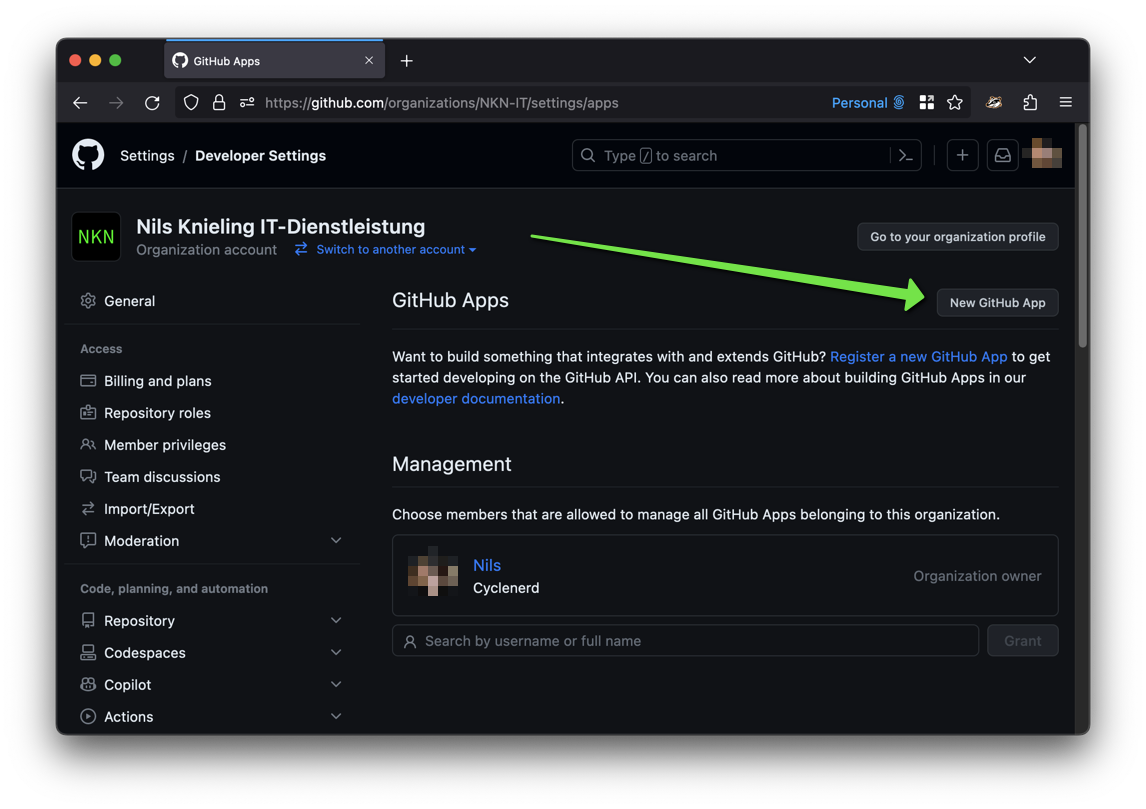 GitHub Apps
https://github.com/organizations/NKN-IT/settings/apps
Personal
Settings / Developer Settings
Type / to search
NKN
Nils Knieling IT-Dienstleistung
Organization account
Switch to another account
Go to your organization profile
General
Access
Billing and plans
Repository roles
Member privileges
Team discussions
Import/Export
Moderation
Code, planning, and automation
Repository
Codespaces
Copilot
Actions
GitHub Apps
New GitHub App
Want to build something that integrates with and extends GitHub? Register a new GitHub App to get
started developing on the GitHub API. You can also read more about building GitHub Apps in our
developer documentation.
Management
Choose members that are allowed to manage all GitHub Apps belonging to this organization.
Nils
Cyclenerd
Organization owner
Search by username or full name
Grant